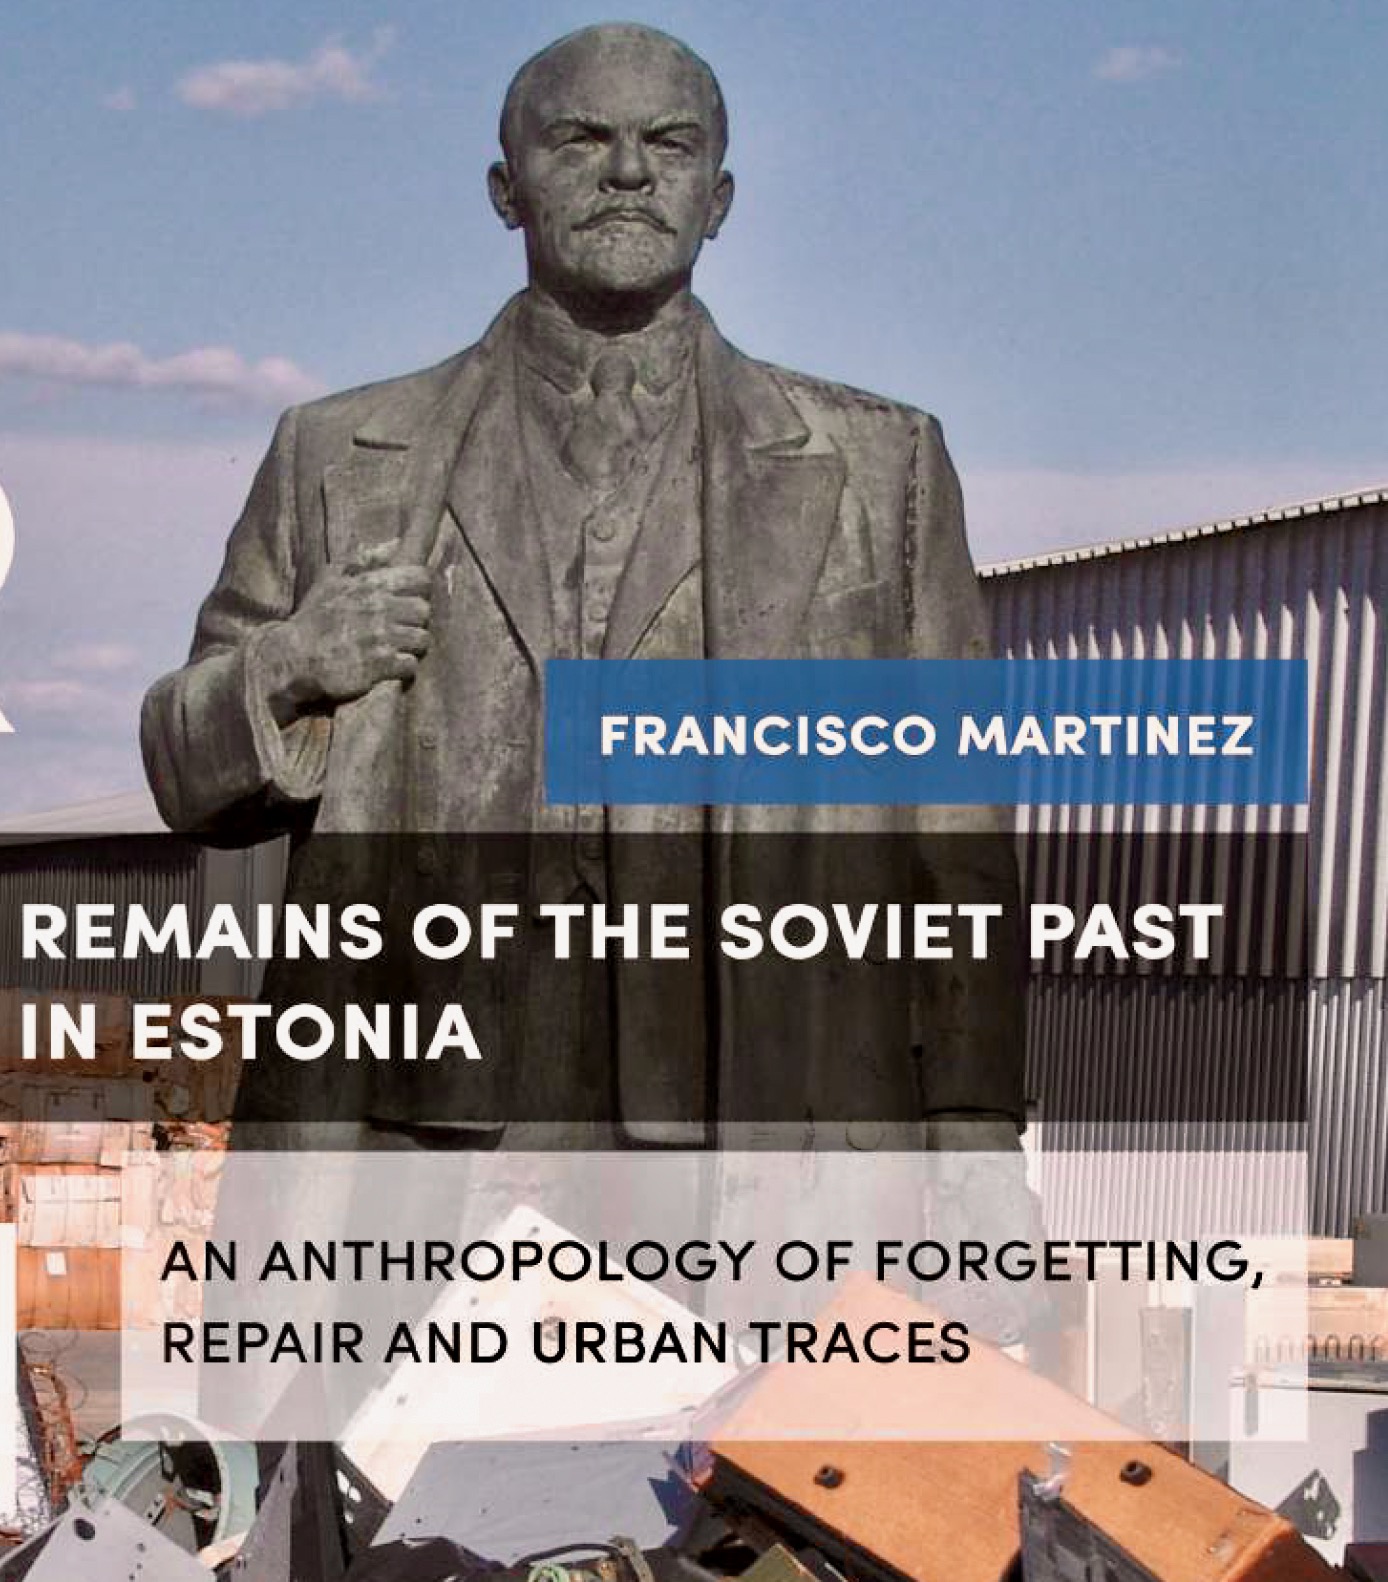 FRANCISCO MARTINEZ
REMAINS OF THE SOVIET PAST
IN ESTONIA
AN ANTHROPOLOGY OF FORGETTING,
REPAIR AND URBAN TRACES